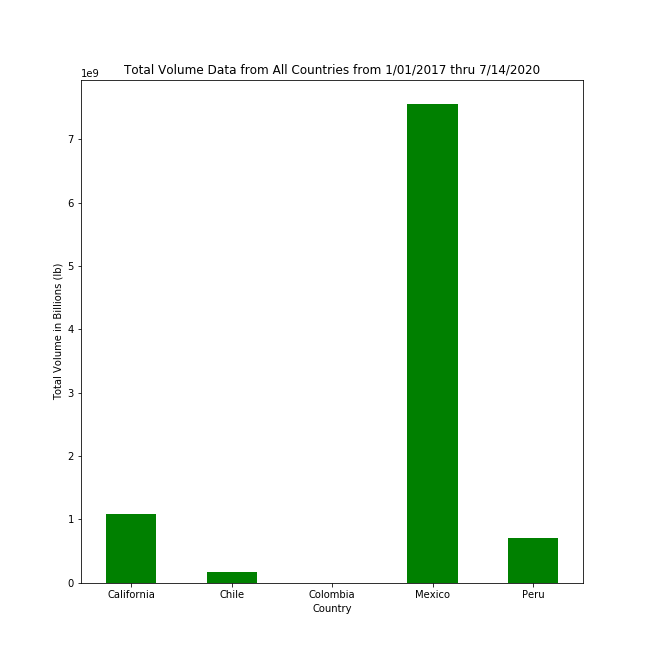 Total Volume Data from All Countries from 1/01/2017 thru 7/14/2020
1e9
7
6
5
4
3
2
1
0
Total Volume in Billions (lb)
California Chile Colombia Mexico Peru
Country